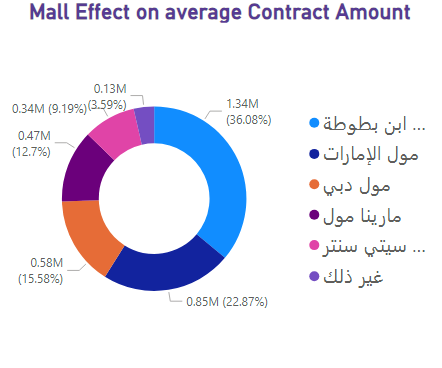 Mall Effect on average Contract Amount
0.13M
(3.59%)
0.34M (9.19%)
0.47M
(12.7%)
0.58M
(15.58%)
0.85M (22.87%)
1.34M
(36.08%)
ابن بطوطة ...
مول الإمارات
مول دبي
مارينا مول
سيتي سنتر ...
غير ذلك